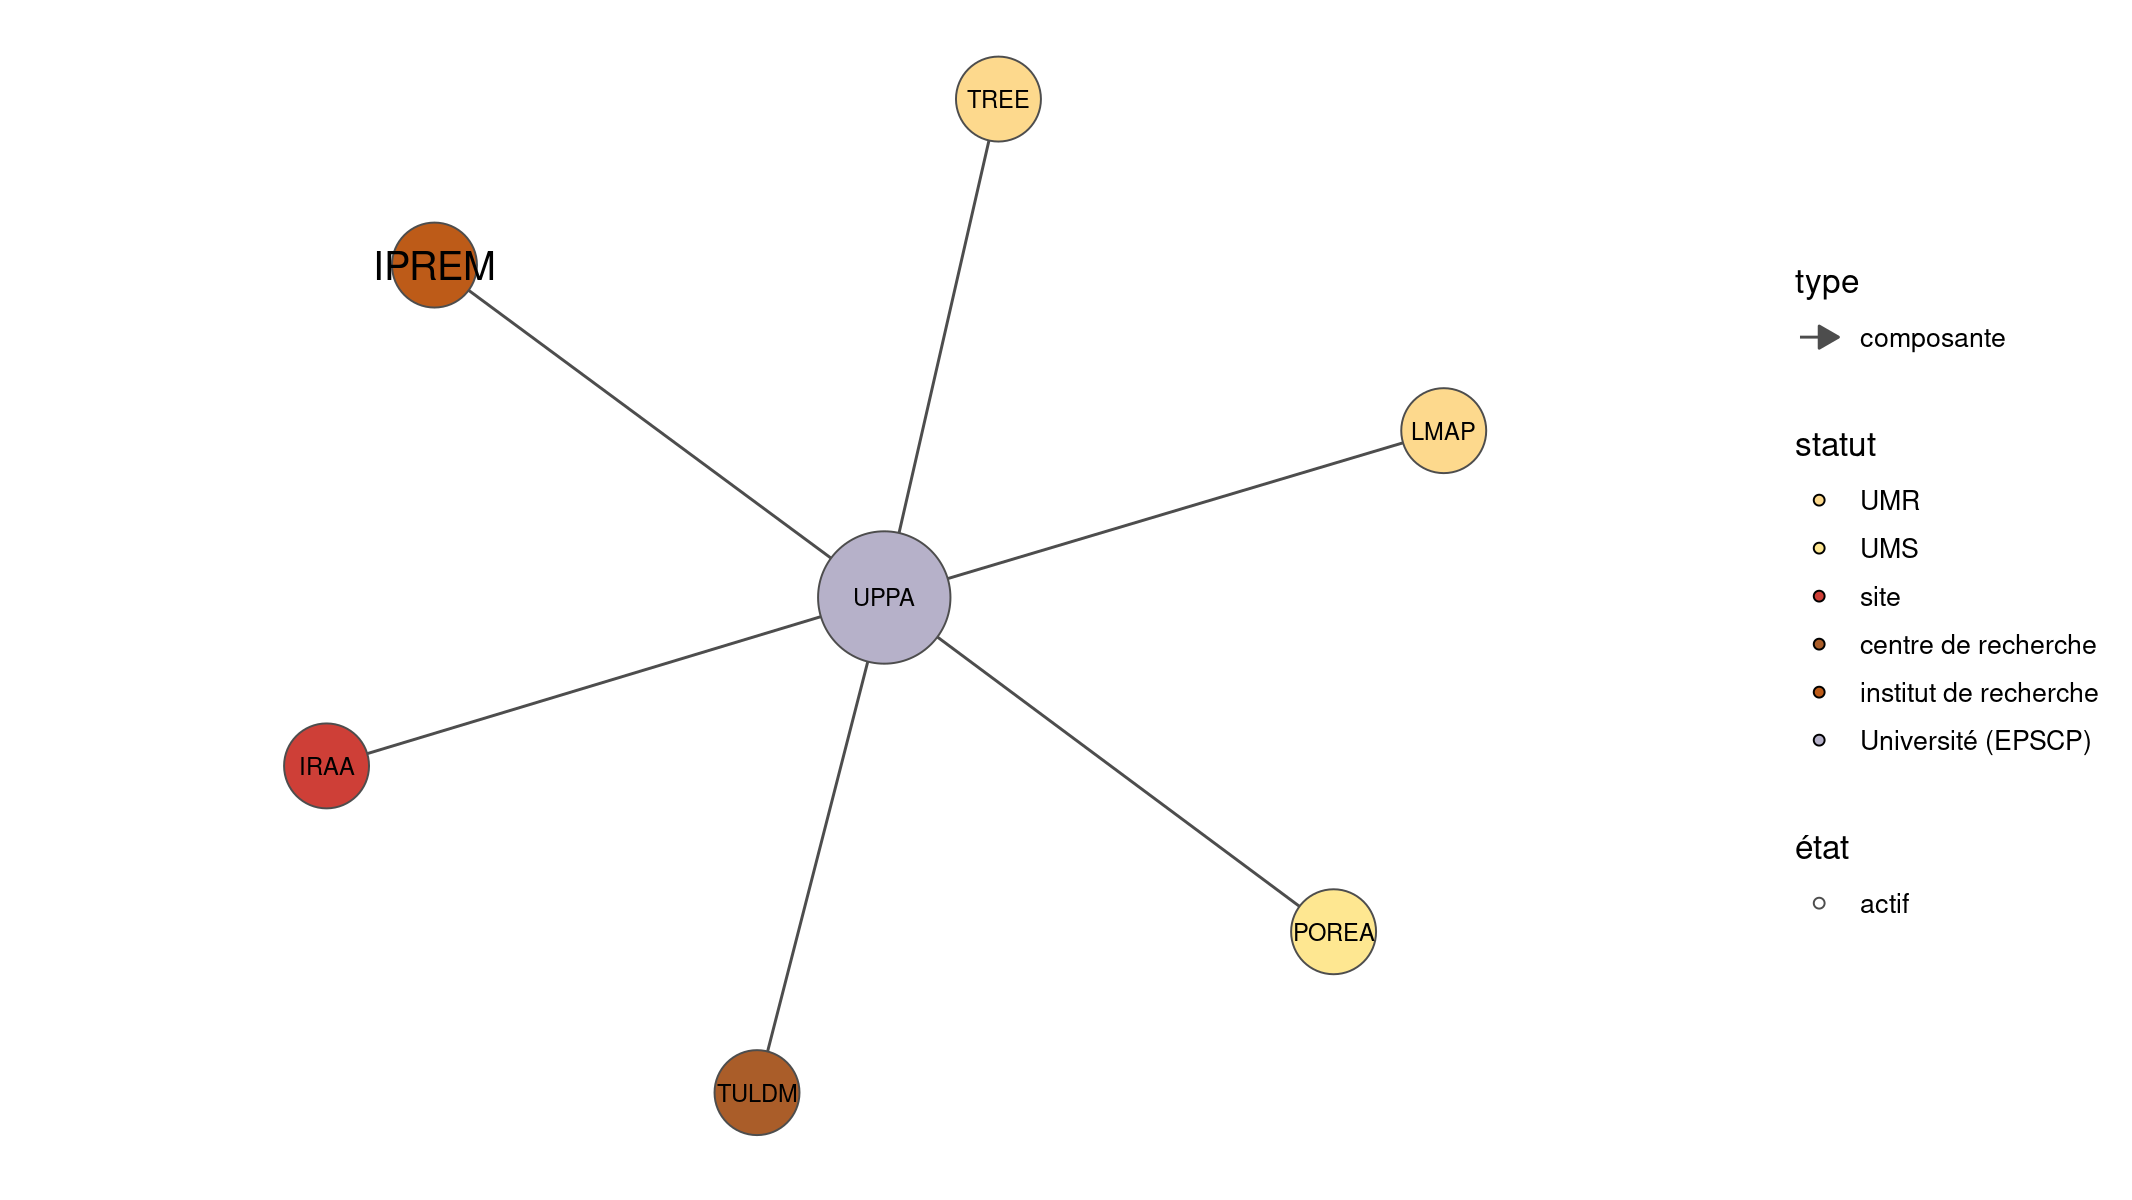 TREE
IPREM
LMAP
UPPA
IRAA
POREA
TULDM
type
composante
statut
UMR
UMS
site
centre de recherche
institut de recherche
Université (EPSCP)
état
actif